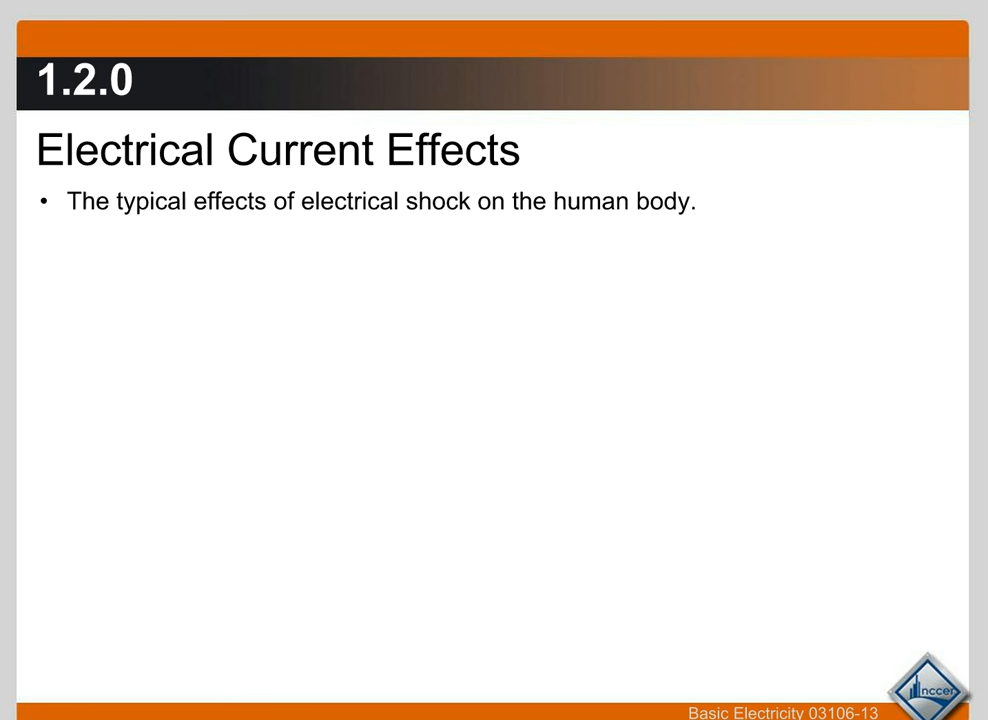 1.2.0
Electrical Current Effects
• The typical effects of electrical shock on the human body.
nccer
Basic Electricity 03106-13